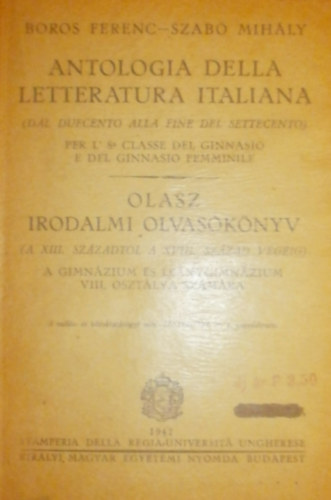 BOROS FERENC—SZABÓ MIHÁLY
ANTOLOGIA DELLA
LETTERATURA ITALIANA
(DAL DUECENTO ALLA FINE DEL SETTECENTO)
PER L' 8ª CLASSE DEL GINNASIO
E DEL GINNASIO FEMMINILE
OLASZ
IRODALMI OLVASÓKÖNYV
(A XIII. SZÁZADTÓL A XVIII. SZÁZAD VÉGÉIG)
A GIMNÁZIUM ÉS LEÁNYGIMNÁZIUM
VIII. OSZTÁLYA SZÁMÁRA
1942
STAMPERIA DELLA REGIA UNIVERSITÀ UNGHERESE
KIRÁLYI MAGYAR EGYETEMI NYOMDA BUDAPEST